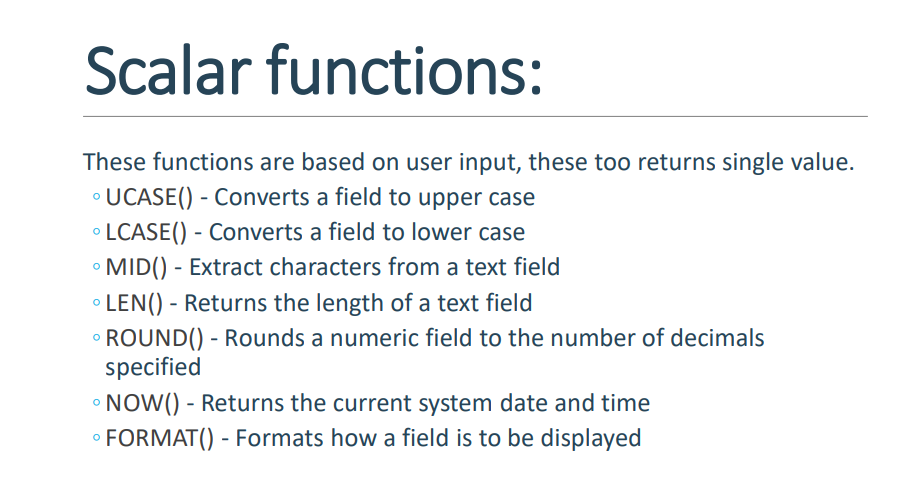 Scalar functions:
These functions are based on user input, these too returns single value.
◦ UCASE() - Converts a field to upper case
◦ LCASE() - Converts a field to lower case
◦ MID() - Extract characters from a text field
◦ LEN() - Returns the length of a text field
◦ ROUND() - Rounds a numeric field to the number of decimals
specified
◦ NOW() - Returns the current system date and time
◦ FORMAT() - Formats how a field is to be displayed